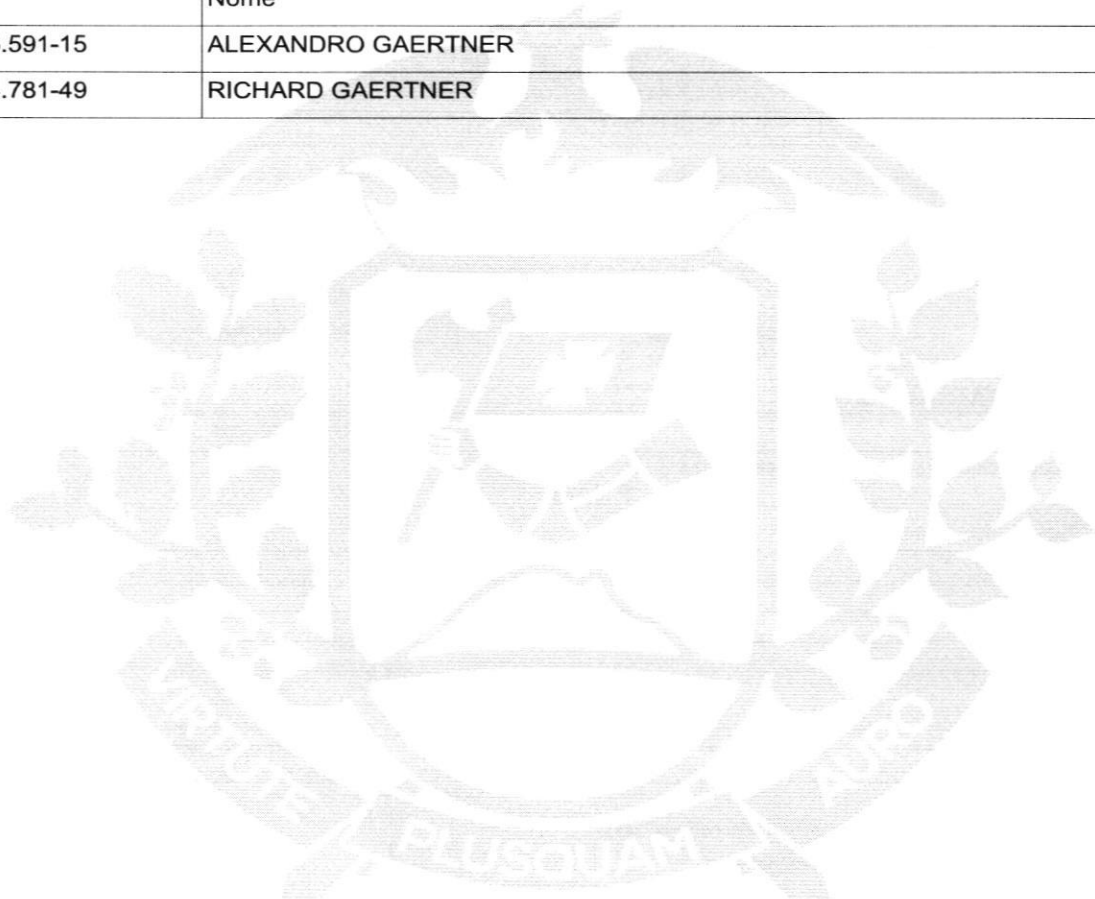 Nome
.591-15 ALEXANDRO GAERTNER
.781-49 RICHARD GAERTNER
VIRTUTE PLUSQUAM AURO